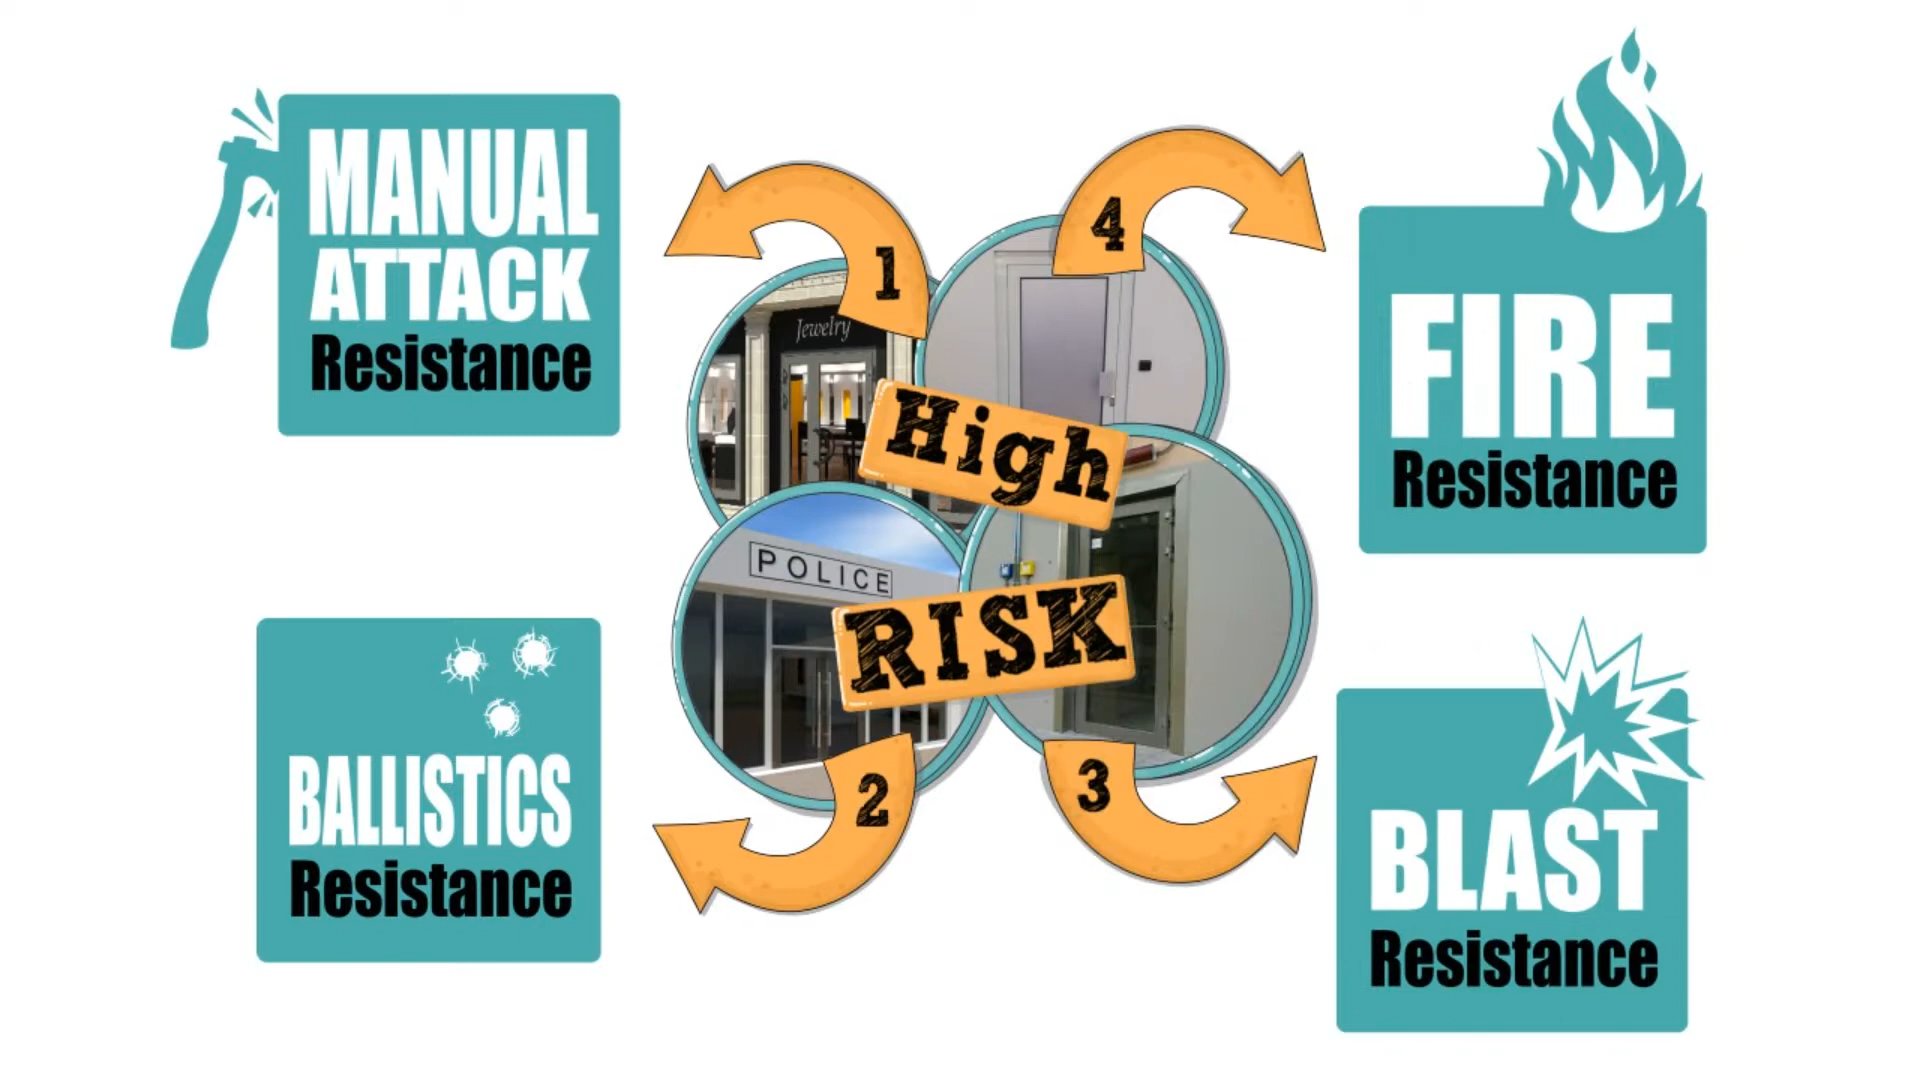 MANUAL
ATTACK
Resistance
1
4
Jewelry
High
FIRE
Resistance
POLICE
RISK
BALLISTICS
Resistance
2
3
BLAST
Resistance